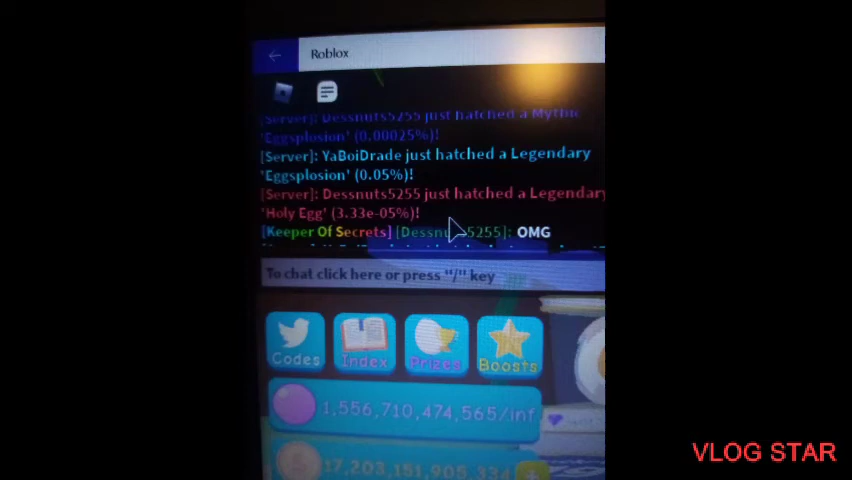 Roblox
[Server]: Dessnuts5255 just hatched a Mythic
'Eggsplosion' (0.00025%)!
[Server]: YaBoiDrade just hatched a Legendary
'Eggsplosion' (0.05%)!
[Server]: Dessnuts5255 just hatched a Legendary
'Holy Egg' (3.33e-05%)!
[Keeper Of Secrets] [Dessnuts5255]: OMG
To chat click here or press "/" key
Codes
Index
Prizes
Boosts
1,556,710,474,565/inf
17,203,151,905,334
VLOG STAR